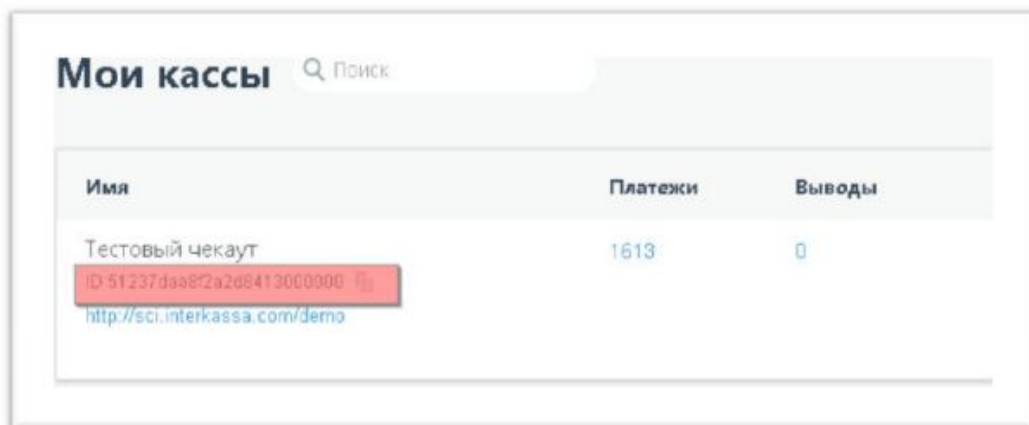 Мои кассы Поиск
Имя Платежи Выводы
Тестовый чекаут 1613 0
ID 51237daa8f2a2d8413000000
http://sci.interkassa.com/demo